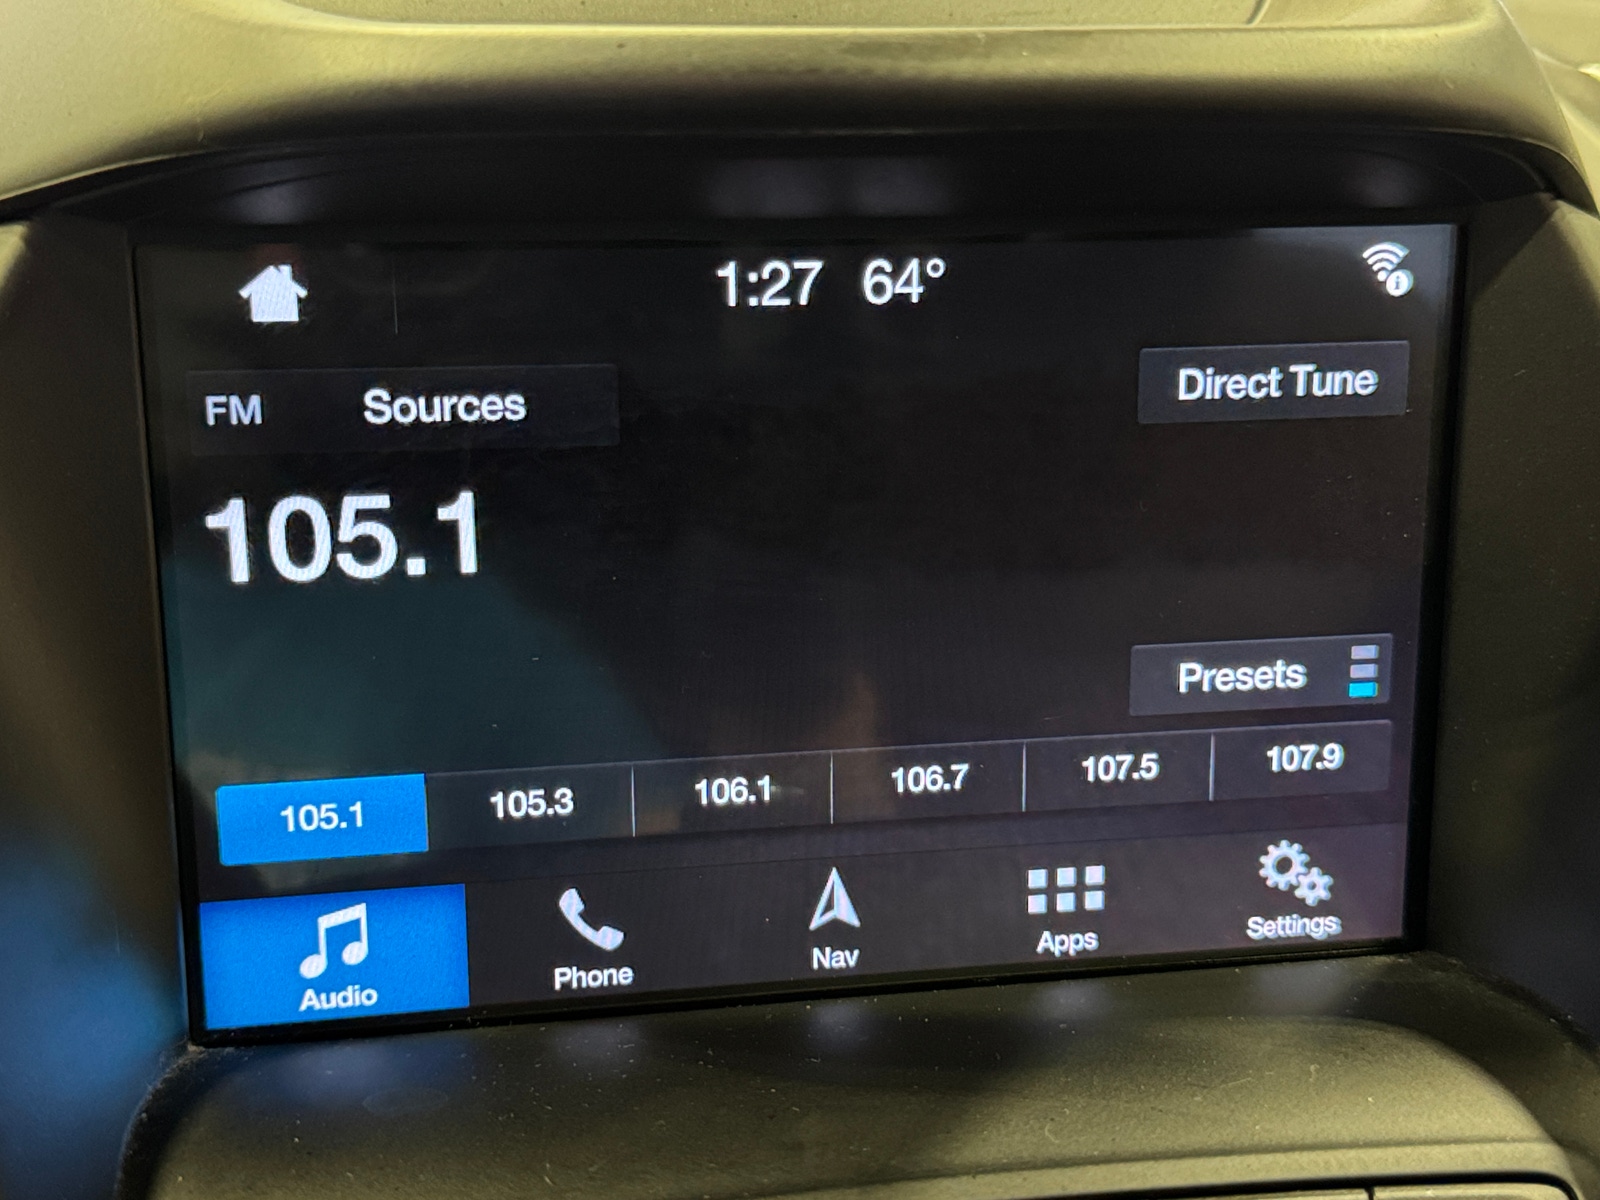 1:27 64°
FM Sources
Direct Tune
105.1
Presets
105.1 105.3 106.1 106.7 107.5 107.9
Audio Phone Nav Apps Settings